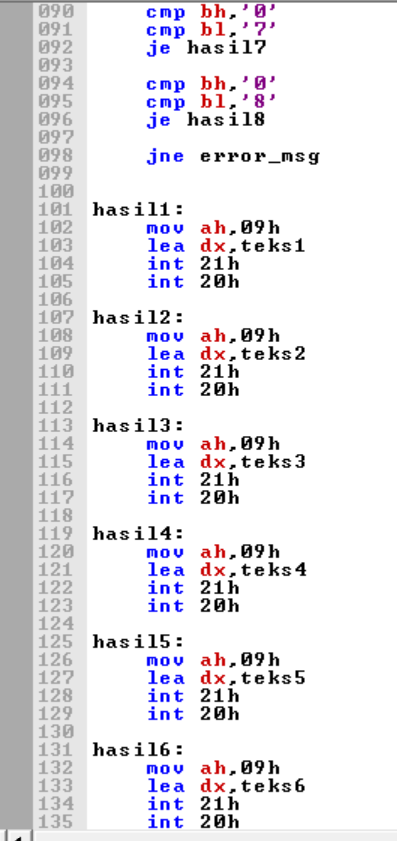 090 cmp bh,'0'
091 cmp bl,'7'
092 je hasil7
093
094 cmp bh,'0'
095 cmp bl,'8'
096 je hasil8
097
098 jne error_msg
099
100
101 hasil1:
102 mov ah,09h
103 lea dx,teks1
104 int 21h
105 int 20h
106
107 hasil2:
108 mov ah,09h
109 lea dx,teks2
110 int 21h
111 int 20h
112
113 hasil3:
114 mov ah,09h
115 lea dx,teks3
116 int 21h
117 int 20h
118
119 hasil4:
120 mov ah,09h
121 lea dx,teks4
122 int 21h
123 int 20h
124
125 hasil5:
126 mov ah,09h
127 lea dx,teks5
128 int 21h
129 int 20h
130
131 hasil6:
132 mov ah,09h
133 lea dx,teks6
134 int 21h
135 int 20h